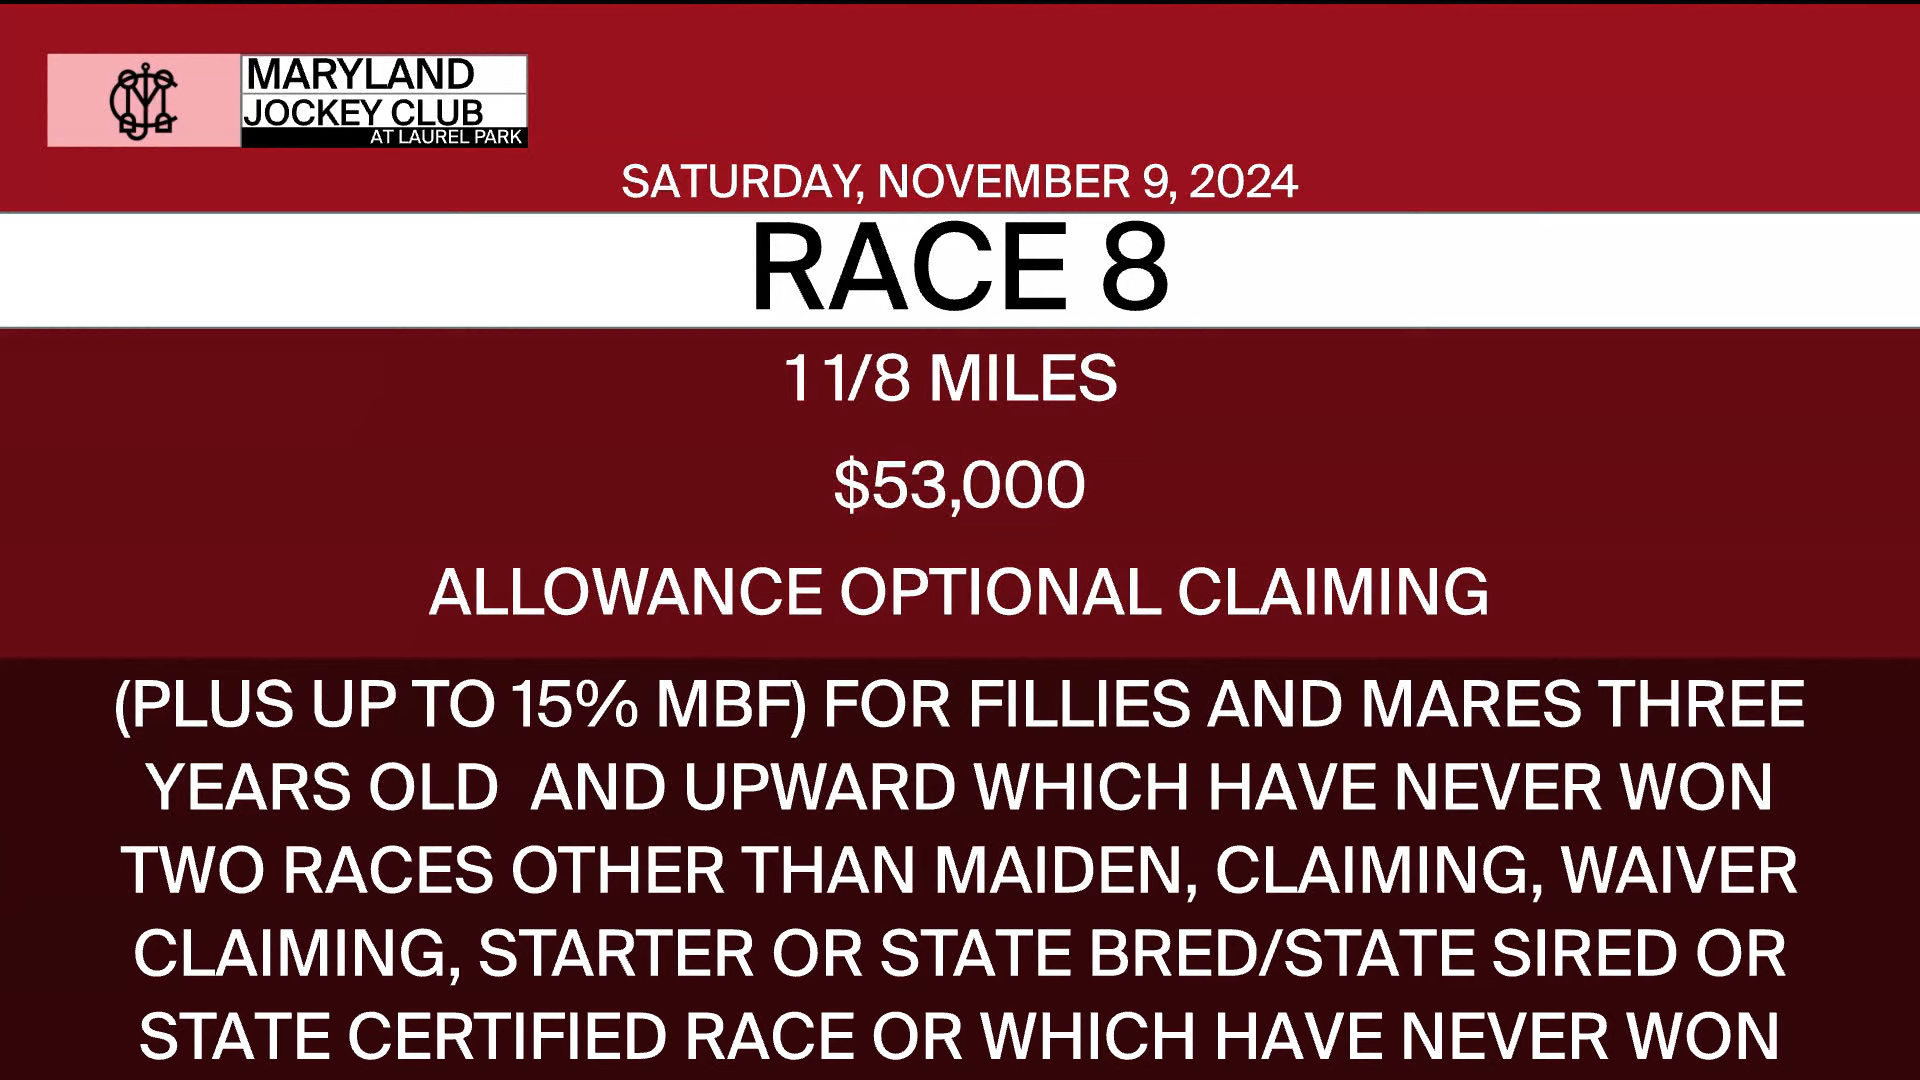 MARYLAND
JOCKEY CLUB
AT LAUREL PARK
SATURDAY, NOVEMBER 9, 2024
RACE 8
1 1/8 MILES
$53,000
ALLOWANCE OPTIONAL CLAIMING
(PLUS UP TO 15% MBF) FOR FILLIES AND MARES THREE
YEARS OLD  AND UPWARD WHICH HAVE NEVER WON
TWO RACES OTHER THAN MAIDEN, CLAIMING, WAIVER
CLAIMING, STARTER OR STATE BRED/STATE SIRED OR
STATE CERTIFIED RACE OR WHICH HAVE NEVER WON